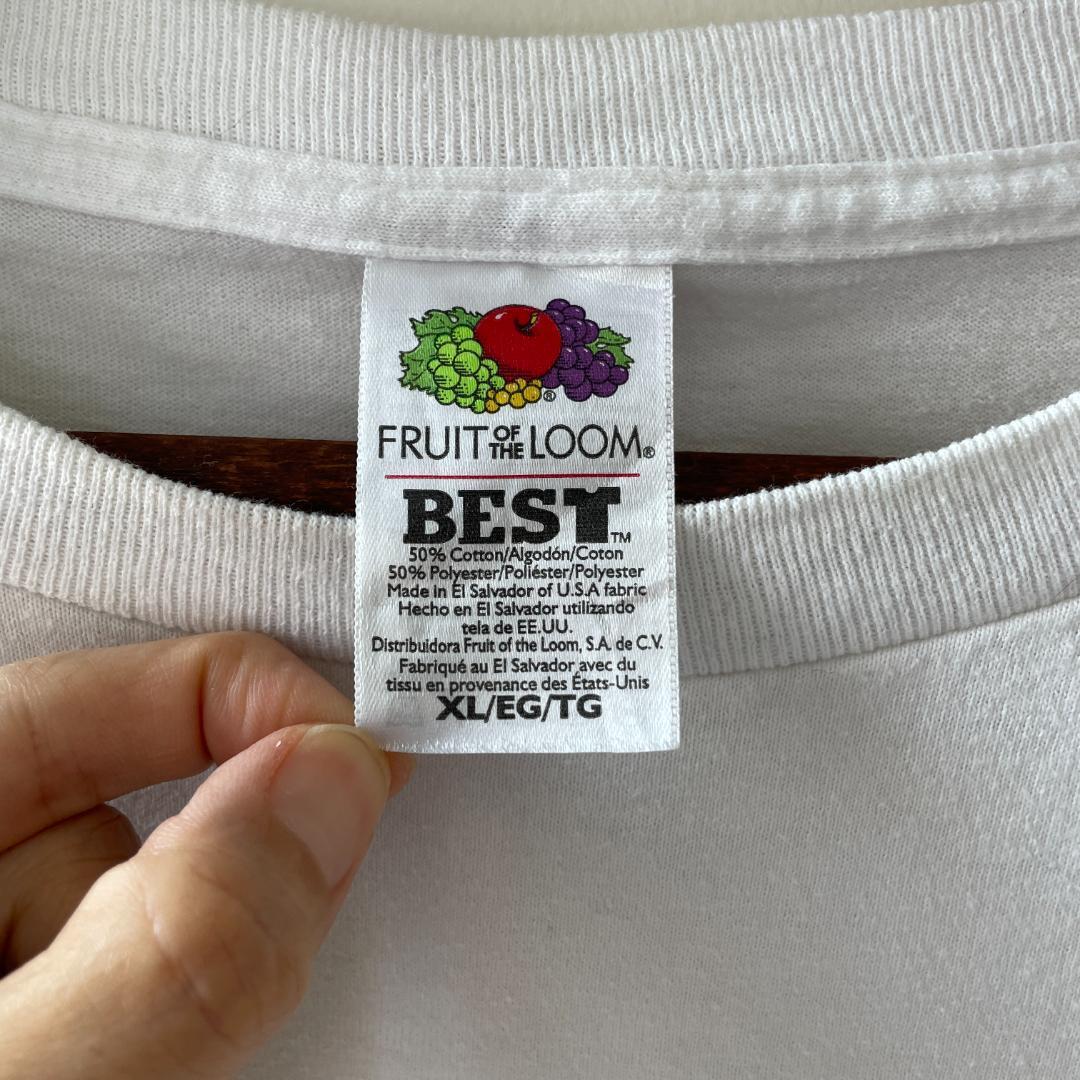 ®
FRUIT OF THE LOOM®
BEST™
50% Cotton/Algodón/Coton
50% Polyester/Poliéster/Polyester
Made in El Salvador of U.S.A fabric
Hecho en El Salvador utilizando
tela de EE.UU.
Distribuidora Fruit of the Loom, S.A. de C.V.
Fabriqué au El Salvador avec du
tissu en provenance des États-Unis
XL/EG/TG